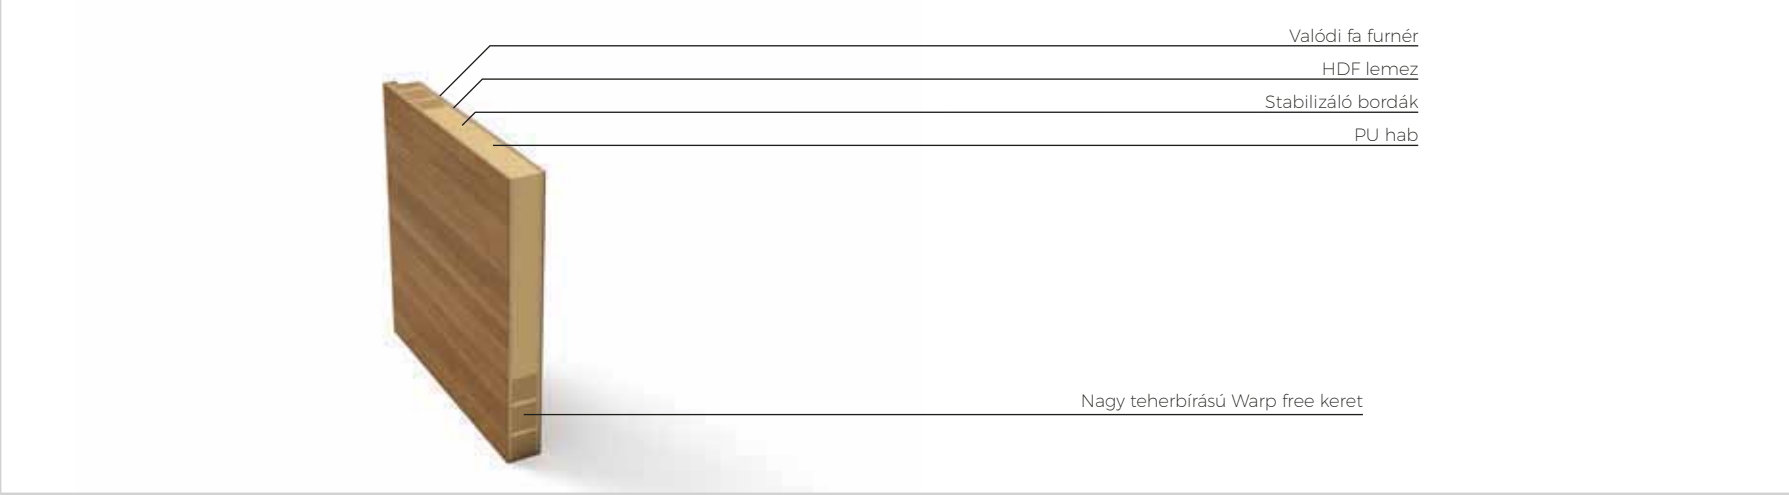 Valódi fa furnér
HDF lemez
Stabilizáló bordák
PU hab
Nagy teherbírású Warp free keret